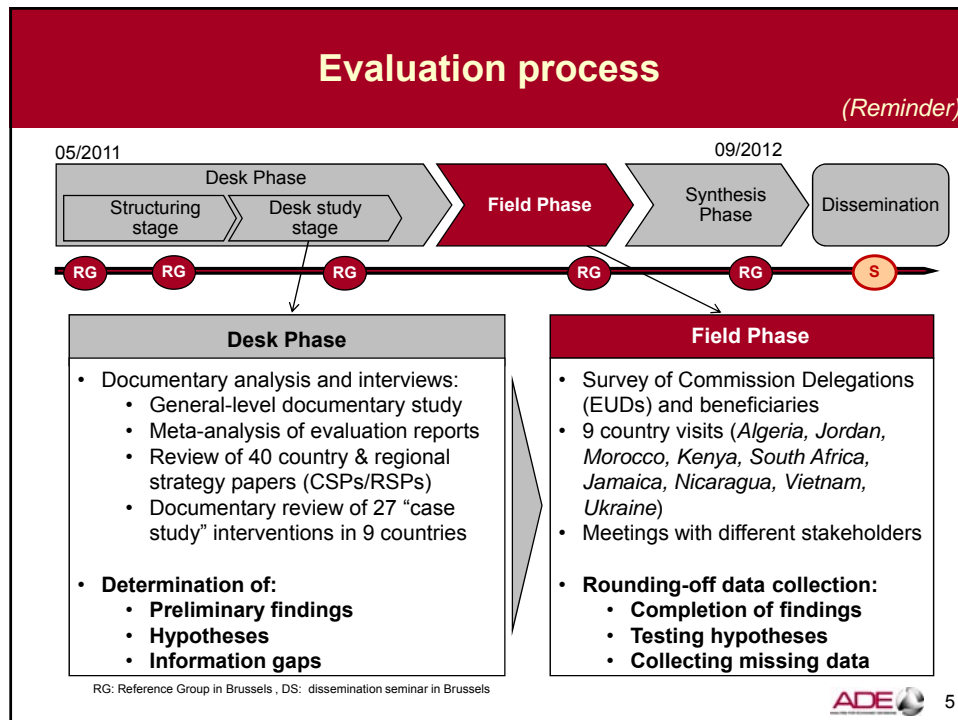 Evaluation process
(Reminder)
05/2011
09/2012
Desk Phase
Structuring
stage
Desk study
stage
Field Phase
Synthesis
Phase
Dissemination
RG
RG
RG
RG
RG
S
Desk Phase
• Documentary analysis and interviews:
• General-level documentary study
• Meta-analysis of evaluation reports
• Review of 40 country & regional
strategy papers (CSPs/RSPs)
• Documentary review of 27 “case
study” interventions in 9 countries
• Determination of:
• Preliminary findings
• Hypotheses
• Information gaps
Field Phase
• Survey of Commission Delegations
(EUDs) and beneficiaries
• 9 country visits (Algeria, Jordan,
Morocco, Kenya, South Africa,
Jamaica, Nicaragua, Vietnam,
Ukraine)
• Meetings with different stakeholders
• Rounding-off data collection:
• Completion of findings
• Testing hypotheses
• Collecting missing data
RG: Reference Group in Brussels , DS: dissemination seminar in Brussels
ADE
5